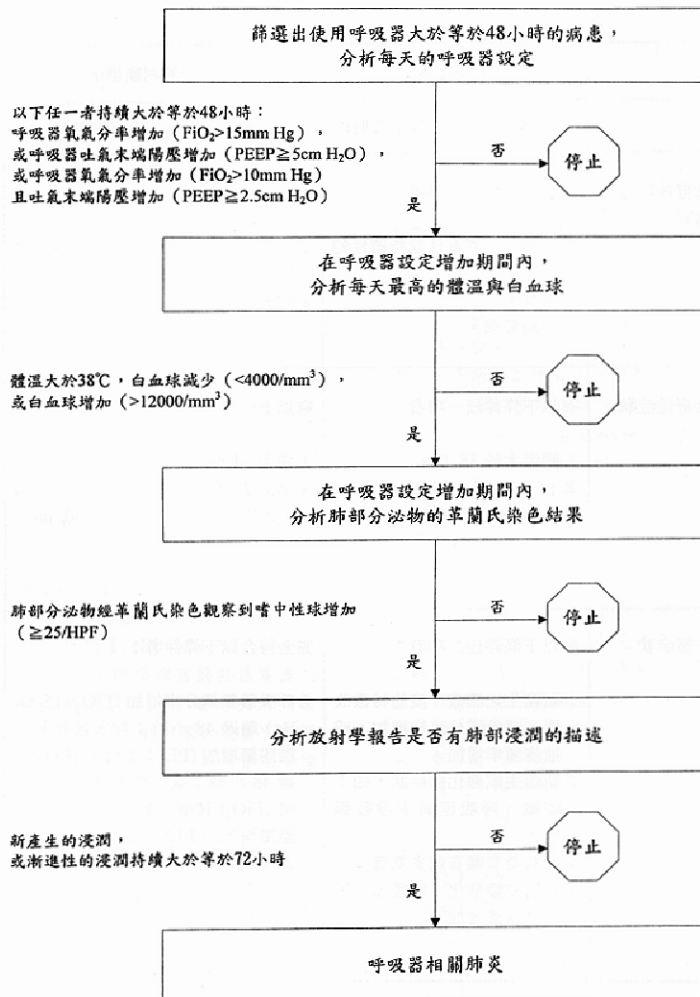 篩選出使用呼吸器大於等於48小時的病患，
分析每天的呼吸器設定
以下任一者持續大於等於48小時：
呼吸器氧氣分率增加（FiO₂>15mm Hg），
或呼吸器吐氣末端陽壓增加（PEEP≧5cm H₂O），
或呼吸器氧氣分率增加（FiO₂>10mm Hg）
且吐氣末端陽壓增加（PEEP≧2.5cm H₂O）
否
停止
是
在呼吸器設定增加期間內，
分析每天最高的體溫與白血球
體溫大於38℃，白血球減少（<4000/mm³），
或白血球增加（>12000/mm³）
否
停止
是
在呼吸器設定增加期間內，
分析肺部分泌物的革蘭氏染色結果
肺部分泌物經革蘭氏染色觀察到嗜中性球增加
（≧25/HPF）
否
停止
是
分析放射學報告是否有肺部浸潤的描述
新產生的浸潤，
或漸進性的浸潤持續大於等於72小時
否
停止
是
呼吸器相關肺炎